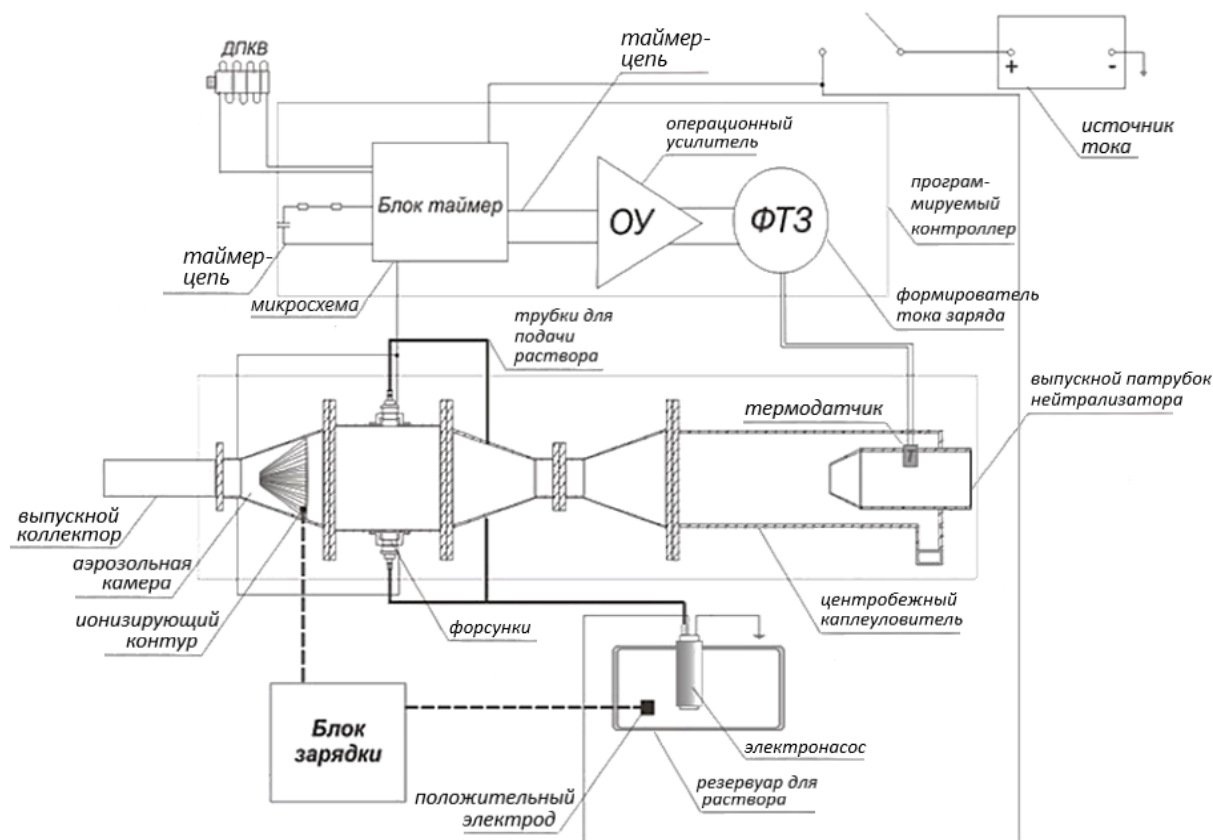 ДПКВ
таймер-
цепь
+ -
источник
тока
операционный
усилитель
Блок таймер
ОУ
ФТЗ
програм-
мируемый
контроллер
таймер-
цепь
микросхема
формирователь
тока заряда
трубки для
подачи
раствора
выпускной патрубок
нейтрализатора
термодатчик
Т
выпускной
коллектор
аэрозольная
камера
ионизирующий
контур
форсунки
центробежный
каплеуловитель
Блок
зарядки
электронасос
положительный
электрод
резервуар для
раствора